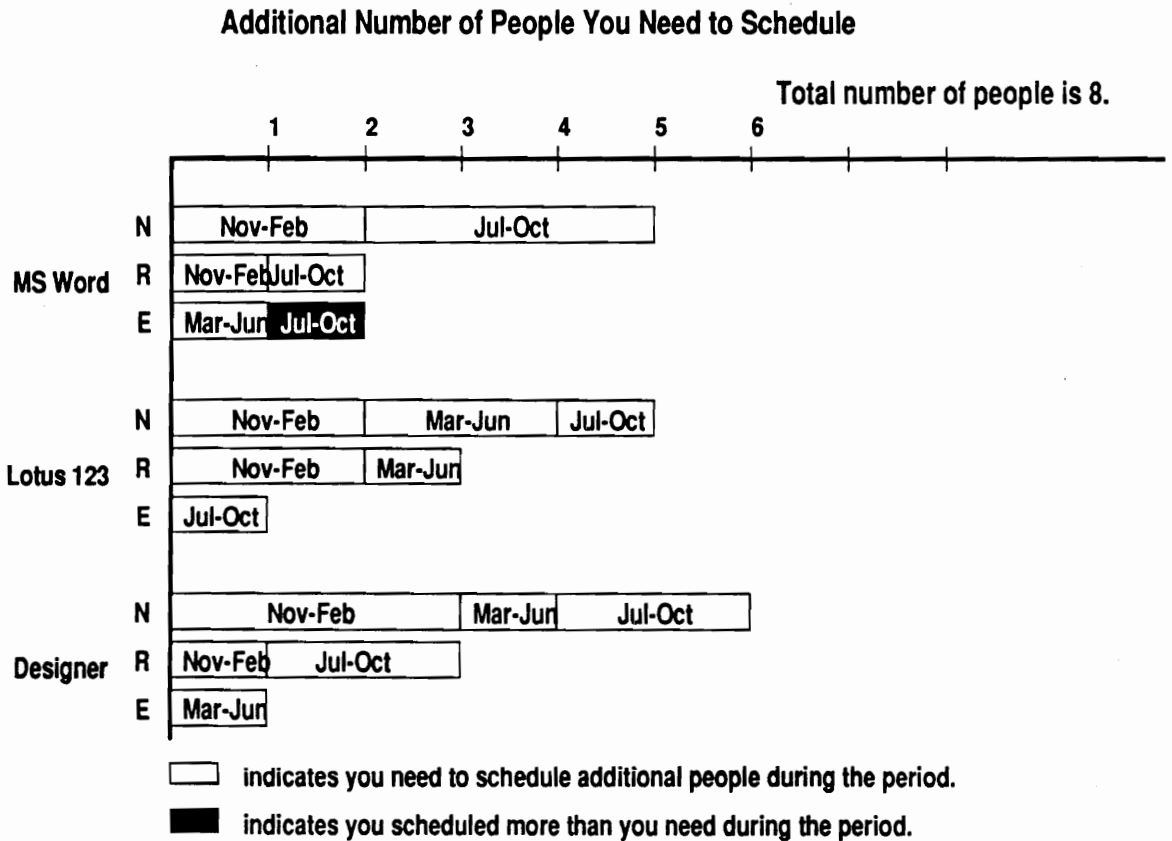 Additional Number of People You Need to Schedule
Total number of people is 8.
1 2 3 4 5 6
N Nov-Feb Jul-Oct
MS Word R Nov-Feb Jul-Oct
E Mar-Jun Jul-Oct
N Nov-Feb Mar-Jun Jul-Oct
Lotus 123 R Nov-Feb Mar-Jun
E Jul-Oct
N Nov-Feb Mar-Jun Jul-Oct
Designer R Nov-Feb Jul-Oct
E Mar-Jun
indicates you need to schedule additional people during the period.
indicates you scheduled more than you need during the period.